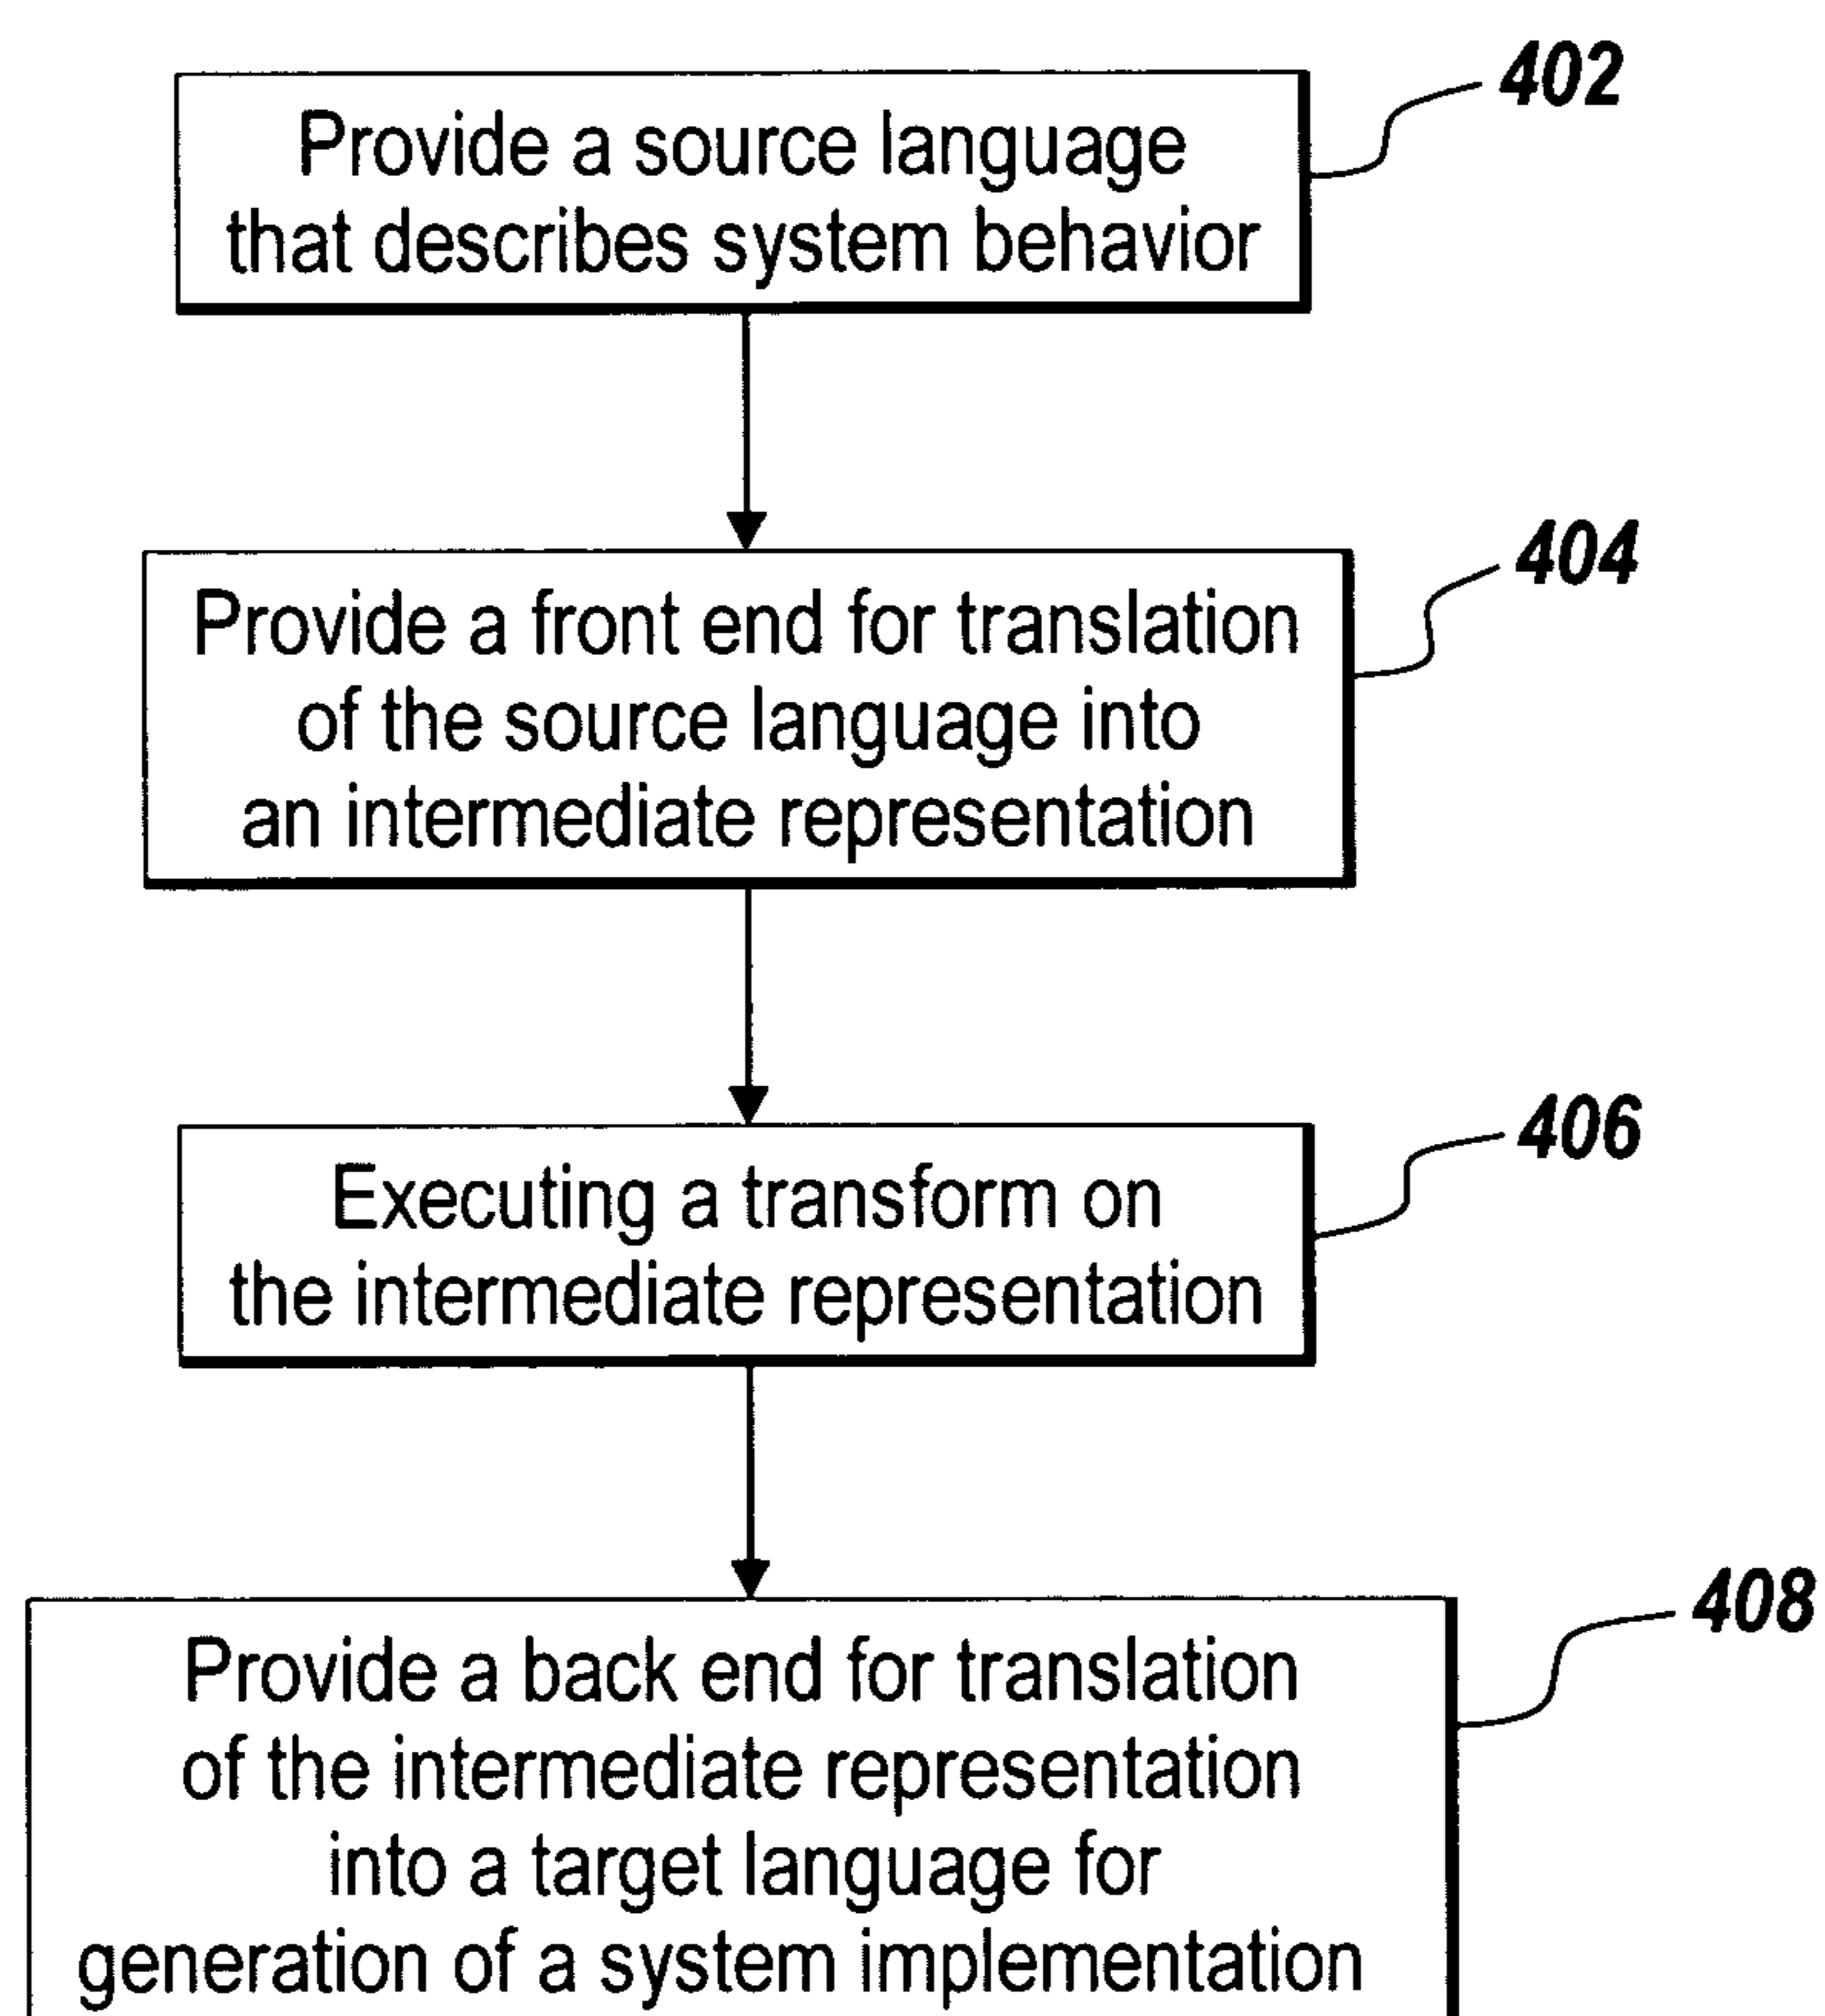 402
Provide a source language
that describes system behavior
404
Provide a front end for translation
of the source language into
an intermediate representation
406
Executing a transform on
the intermediate representation
408
Provide a back end for translation
of the intermediate representation
into a target language for
generation of a system implementation